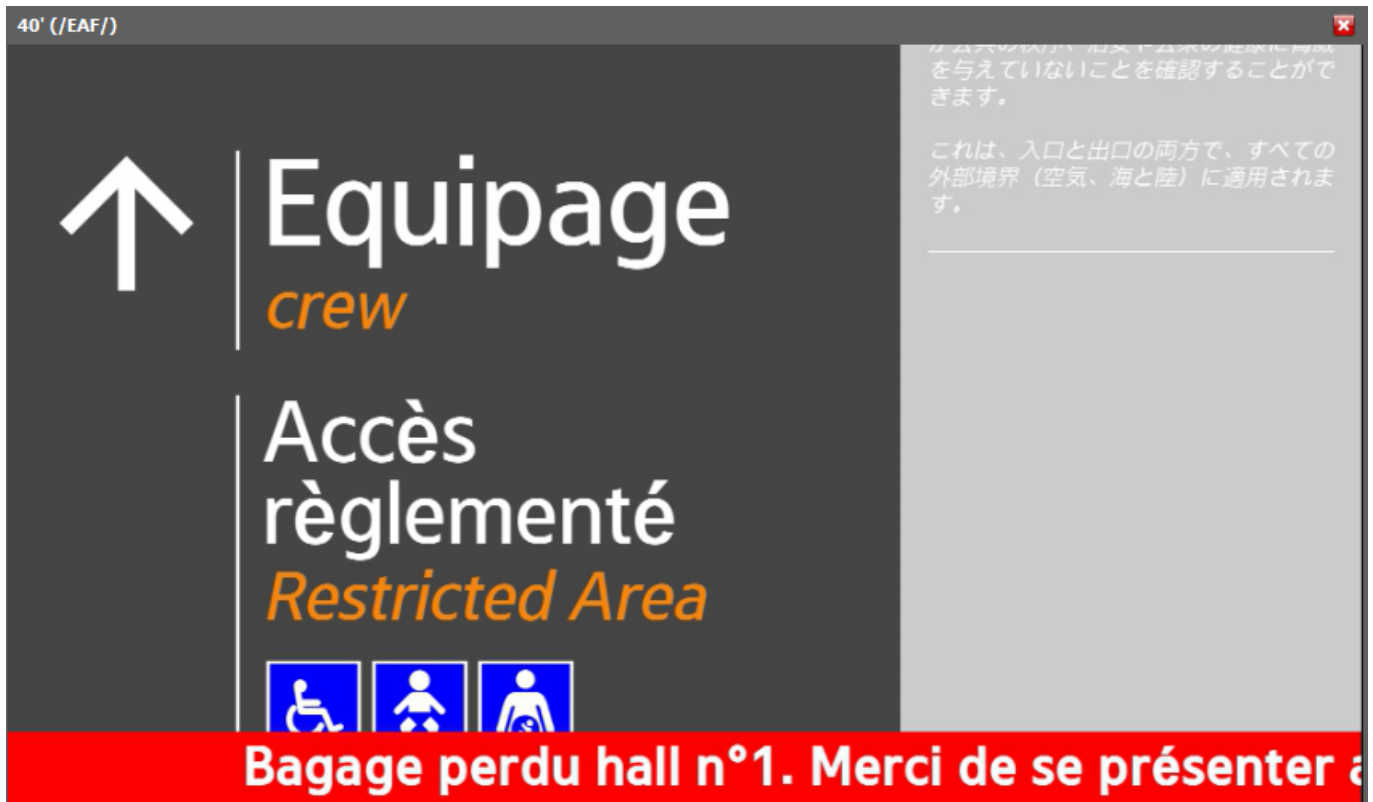 40' (/EAF/)
Equipage
crew
Accès
règlementé
Restricted Area
を与えていないことを確認することがで
きます。
これは、入口と出口の両方で、すべての
外部境界（空気、海と陸）に適用されま
す。
Bagage perdu hall n°1. Merci de se présenter